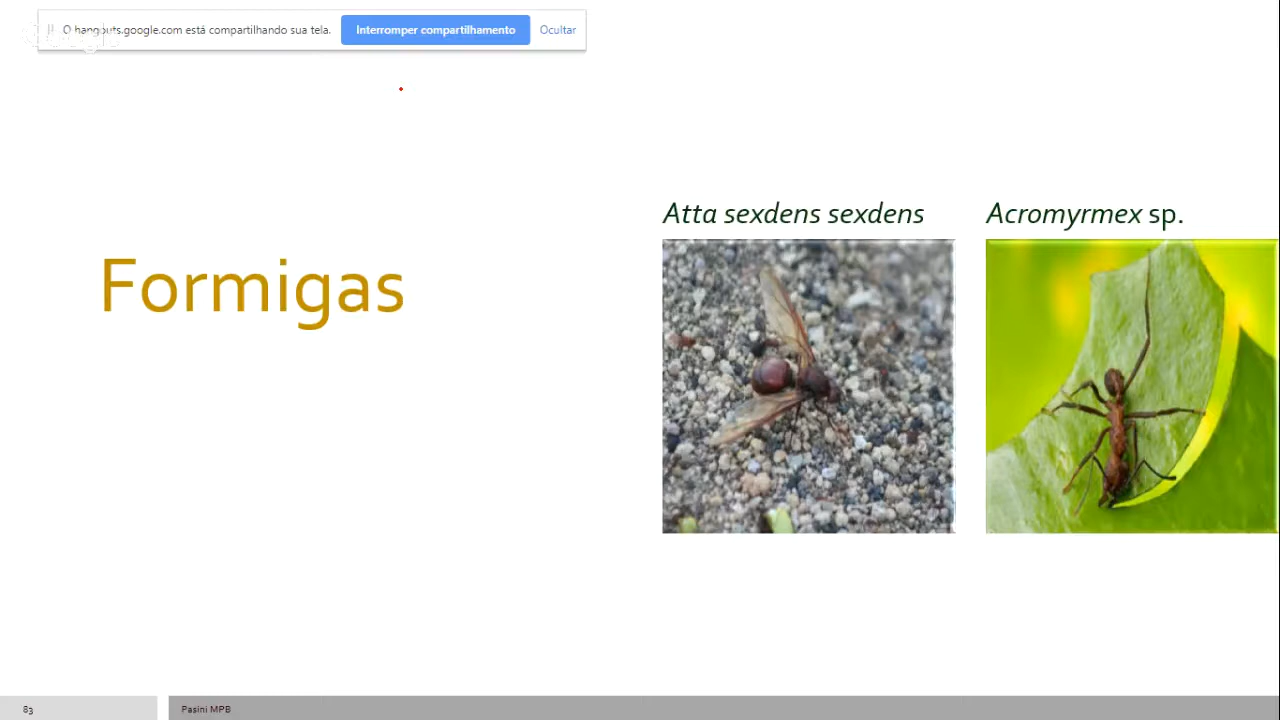 O hangouts.google.com está compartilhando sua tela.
Interromper compartilhamento
Ocultar
Atta sexdens sexdens
Acromyrmex sp.
Formigas
83
Pasini MPB